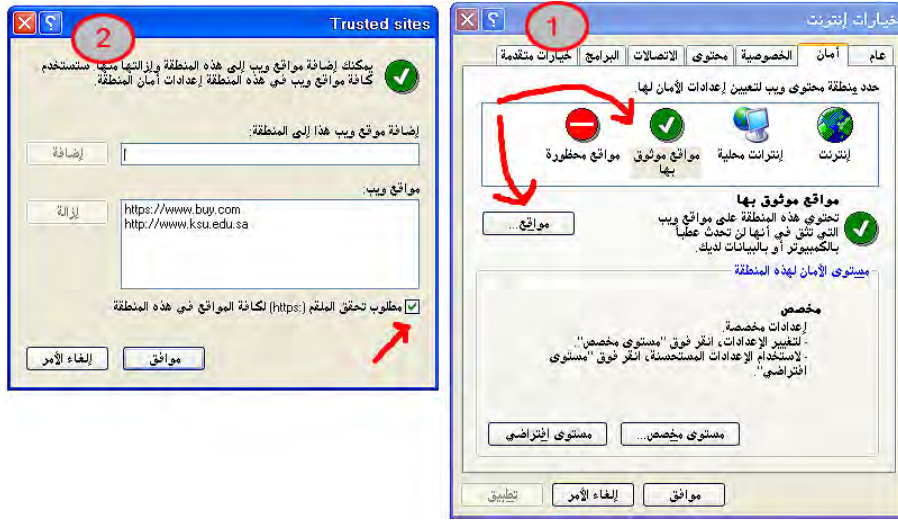 1
خيارات إنترنت
عام
أمان
الخصوصية
محتوى
الاتصالات
البرامج
خيارات متقدمة
حدد منطقة محتوى ويب لتعيين إعدادات الأمان لها.
إنترنت
إنترانت محلية
مواقع موثوق
بها
مواقع محظورة
مواقع موثوق بها
تحتوي هذه المنطقة على مواقع ويب
التي تثق في أنها لن تحدث عطباً
بالكمبيوتر أو بالبيانات لديك.
مواقع...
مستوى الأمان لهذه المنطقة
مخصص
إعدادات مخصصة.
- لتغيير الإعدادات، انقر فوق "مستوى مخصص".
- لاستخدام الإعدادات المستحسنة، انقر فوق "مستوى
افتراضي".
مستوى مخصص...
مستوى افتراضي
موافق
إلغاء الأمر
تطبيق
2
Trusted sites
يمكنك إضافة مواقع ويب إلى هذه المنطقة وإزالتها منها. ستستخدم
كافة مواقع ويب في هذه المنطقة إعدادات أمان المنطقة.
إضافة موقع ويب هذا إلى المنطقة:
إضافة
مواقع ويب:
https://www.buy.com
http://www.ksu.edu.sa
إزالة
مطلوب تحقق الملقم (https:) لكافة المواقع في هذه المنطقة
موافق
إلغاء الأمر